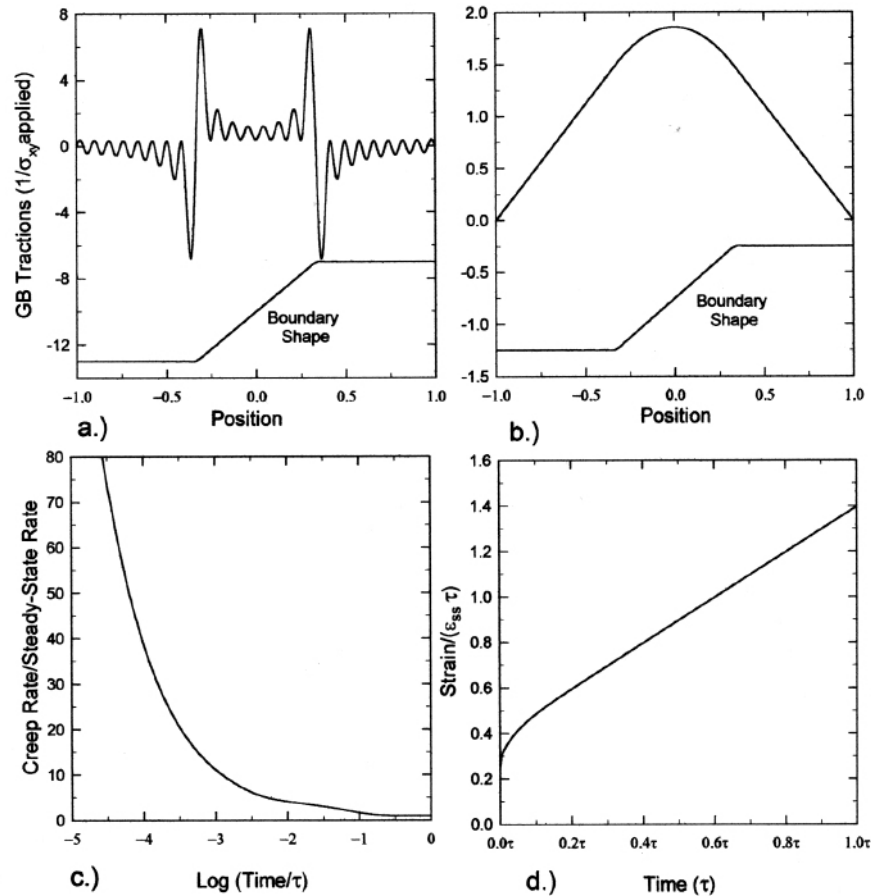 8
4
0
-4
-8
-12
GB Tractions (1/σxyapplied)
Boundary
Shape
-1.0 -0.5 0.0 0.5 1.0
a.) Position
2.0
1.5
1.0
0.5
0.0
-0.5
-1.0
-1.5
Boundary
Shape
-1.0 -0.5 0.0 0.5 1.0
Position
b.)
80
70
60
50
40
30
20
10
0
Creep Rate/Steady-State Rate
-5 -4 -3 -2 -1 0
c.) Log (Time/τ)
1.6
1.4
1.2
1.0
0.8
0.6
0.4
0.2
0.0
Strain/(εss τ)
0.0τ 0.2τ 0.4τ 0.6τ 0.8τ 1.0τ
d.) Time (τ)